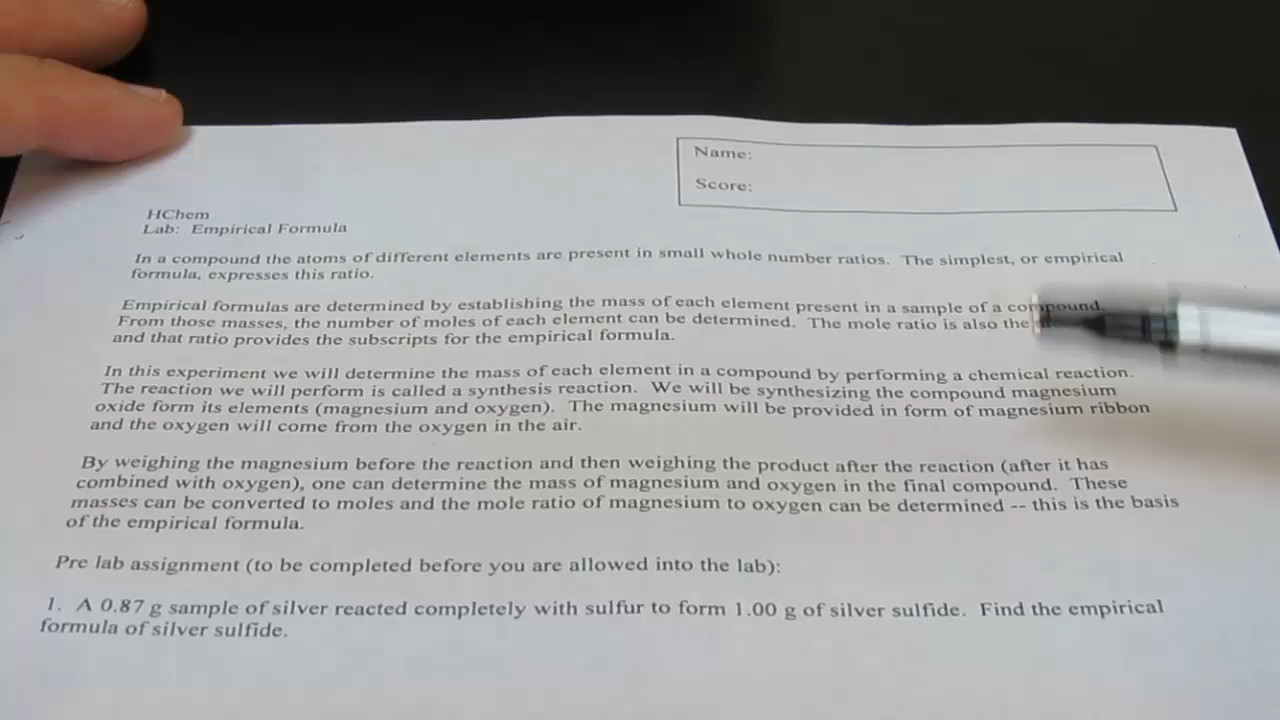 Name:
Score:
HChem
Lab: Empirical Formula
In a compound the atoms of different elements are present in small whole number ratios. The simplest, or empirical
formula, expresses this ratio.
Empirical formulas are determined by establishing the mass of each element present in a sample of a compound.
From those masses, the number of moles of each element can be determined. The mole ratio is also the
and that ratio provides the subscripts for the empirical formula.
In this experiment we will determine the mass of each element in a compound by performing a chemical reaction.
The reaction we will perform is called a synthesis reaction. We will be synthesizing the compound magnesium
oxide form its elements (magnesium and oxygen). The magnesium will be provided in form of magnesium ribbon
and the oxygen will come from the oxygen in the air.
By weighing the magnesium before the reaction and then weighing the product after the reaction (after it has
combined with oxygen), one can determine the mass of magnesium and oxygen in the final compound. These
masses can be converted to moles and the mole ratio of magnesium to oxygen can be determined -- this is the basis
of the empirical formula.
Pre lab assignment (to be completed before you are allowed into the lab):
1. A 0.87 g sample of silver reacted completely with sulfur to form 1.00 g of silver sulfide. Find the empirical
formula of silver sulfide.